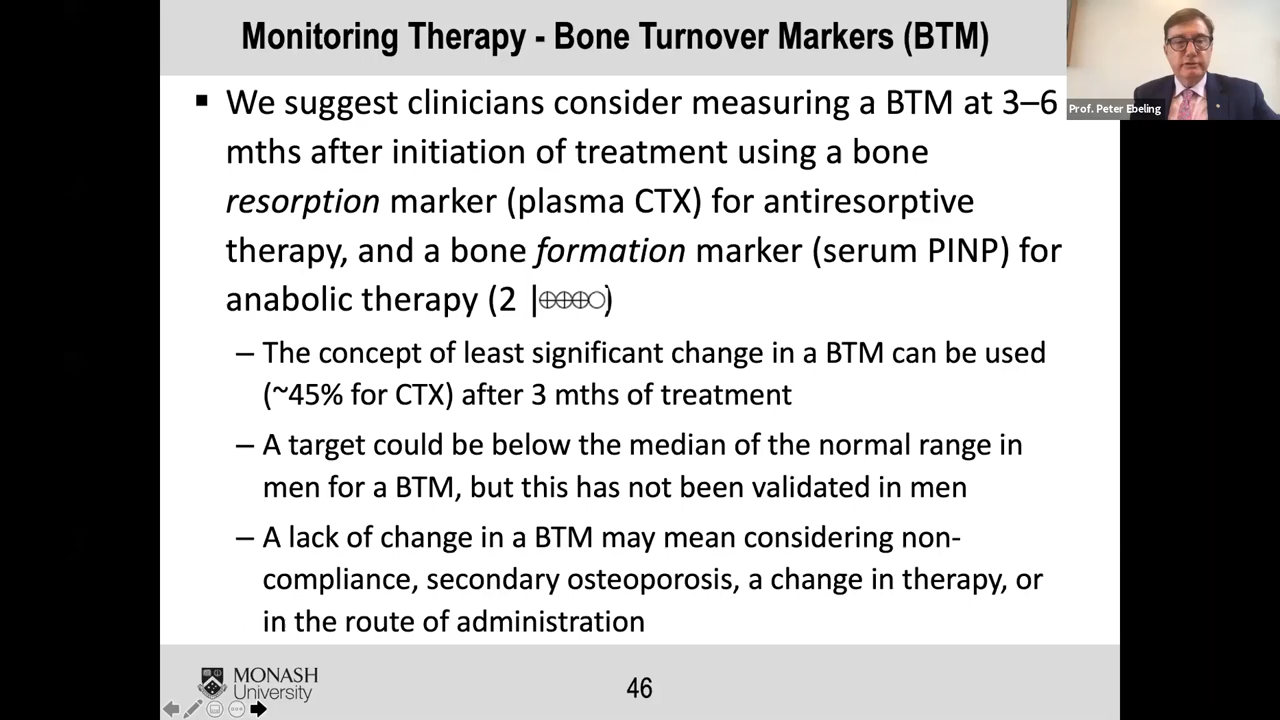 Monitoring Therapy - Bone Turnover Markers (BTM)
Prof. Peter Ebeling
▪ We suggest clinicians consider measuring a BTM at 3–6
mths after initiation of treatment using a bone
resorption marker (plasma CTX) for antiresorptive
therapy, and a bone formation marker (serum PINP) for
anabolic therapy (2 |⊕⊕⊕○)
– The concept of least significant change in a BTM can be used
(~45% for CTX) after 3 mths of treatment
– A target could be below the median of the normal range in
men for a BTM, but this has not been validated in men
– A lack of change in a BTM may mean considering non-
compliance, secondary osteoporosis, a change in therapy, or
in the route of administration
MONASH
University
46